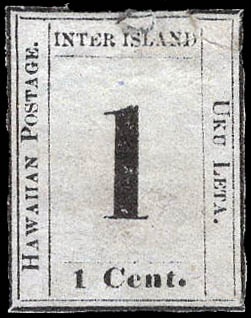 INTER ISLAND
HAWAIIAN POSTAGE.
1
UKU LETA.
1 Cent.